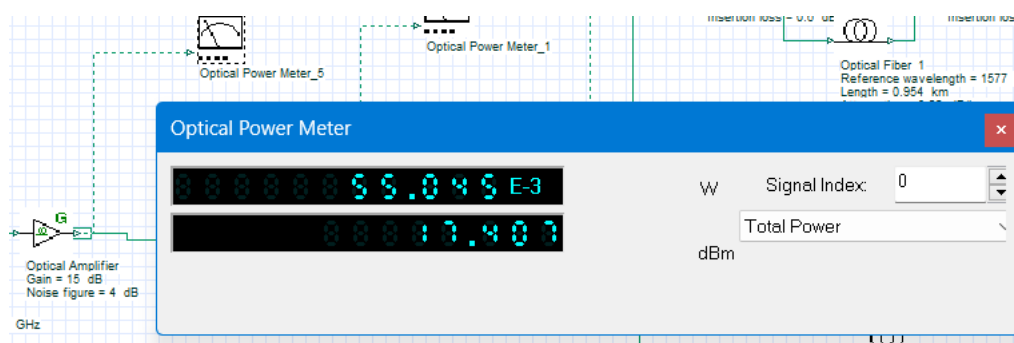 Insertion loss = 0.0 dB
Insertion los
Optical Power Meter_1
Optical Power Meter_5
Optical Fiber 1
Reference wavelength = 1577
Length = 0.954 km
Optical Power Meter
×
55.045 E-3
W
Signal Index:
0
17.407
dBm
Total Power
G
Optical Amplifier
Gain = 15 dB
Noise figure = 4 dB
GHz